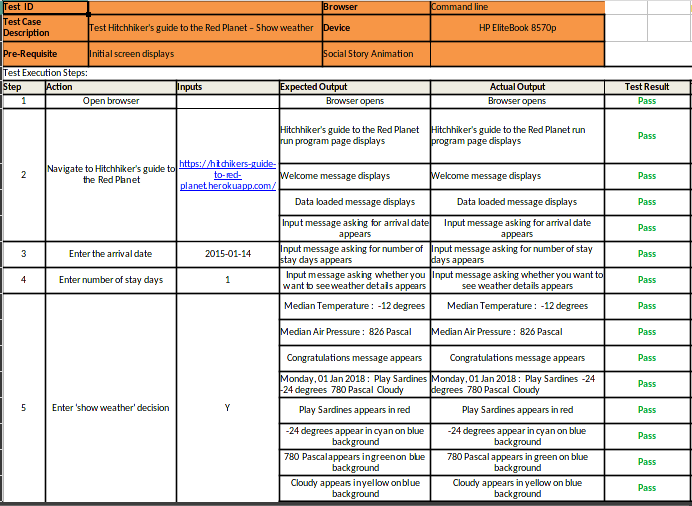 Test ID Browser Command line
Test Case Description Test Hitchhiker's guide to the Red Planet – Show weather Device HP EliteBook 8570p
Pre-Requisite Initial screen displays Social Story Animation
Test Execution Steps:
Step Action Inputs Expected Output Actual Output Test Result
1 Open browser Browser opens Browser opens Pass
2 Navigate to Hitchhiker's guide to the Red Planet https://hitchikers-guide-to-red-planet.herokuapp.com/ Hitchhiker's guide to the Red Planet run program page displays Hitchhiker's guide to the Red Planet run program page displays Pass
Welcome message displays Welcome message displays Pass
Data loaded message displays Data loaded message displays Pass
Input message asking for arrival date appears Input message asking for arrival date appears Pass
3 Enter the arrival date 2015-01-14 Input message asking for number of stay days appears Input message asking for number of stay days appears Pass
4 Enter number of stay days 1 Input message asking whether you want to see weather details appears Input message asking whether you want to see weather details appears Pass
5 Enter 'show weather' decision Y Median Temperature : -12 degrees Median Temperature : -12 degrees Pass
Median Air Pressure : 826 Pascal Median Air Pressure : 826 Pascal Pass
Congratulations message appears Congratulations message appears Pass
Monday, 01 Jan 2018 : Play Sardines -24 degrees 780 Pascal Cloudy Monday, 01 Jan 2018 : Play Sardines -24 degrees 780 Pascal Cloudy Pass
Play Sardines appears in red Play Sardines appears in red Pass
-24 degrees appear in cyan on blue background -24 degrees appear in cyan on blue background Pass
780 Pascal appears in green on blue background 780 Pascal appears in green on blue background Pass
Cloudy appears in yellow on blue background Cloudy appears in yellow on blue background Pass